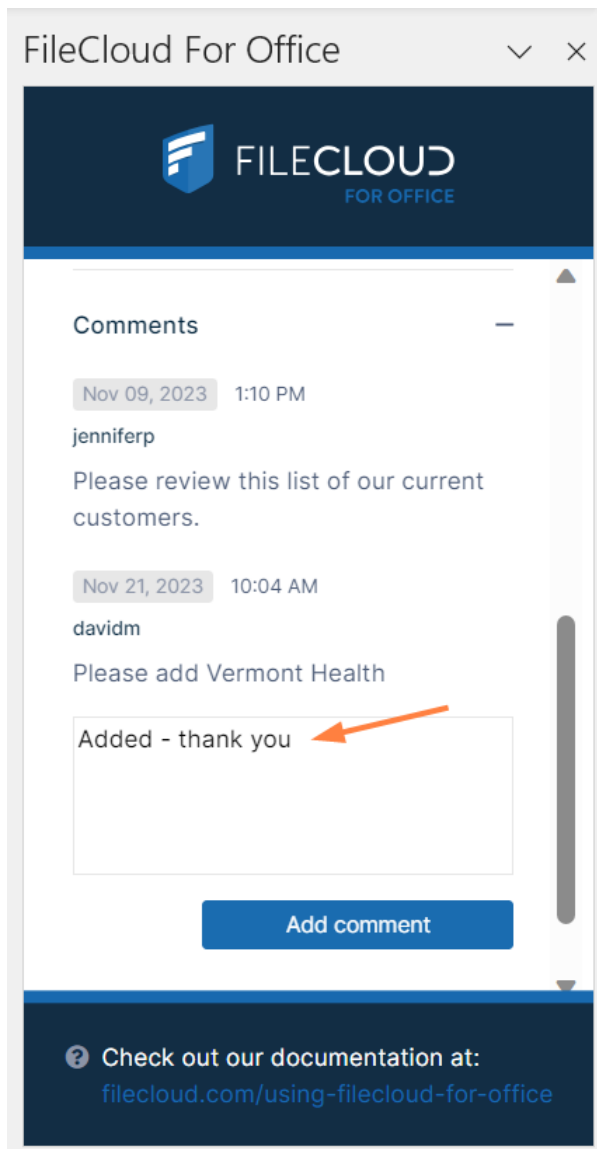 FileCloud For Office
FILECLOUD
FOR OFFICE
Comments
Nov 09, 2023 1:10 PM
jenniferp
Please review this list of our current
customers.
Nov 21, 2023 10:04 AM
davidm
Please add Vermont Health
Added - thank you
Add comment
Check out our documentation at:
filecloud.com/using-filecloud-for-office